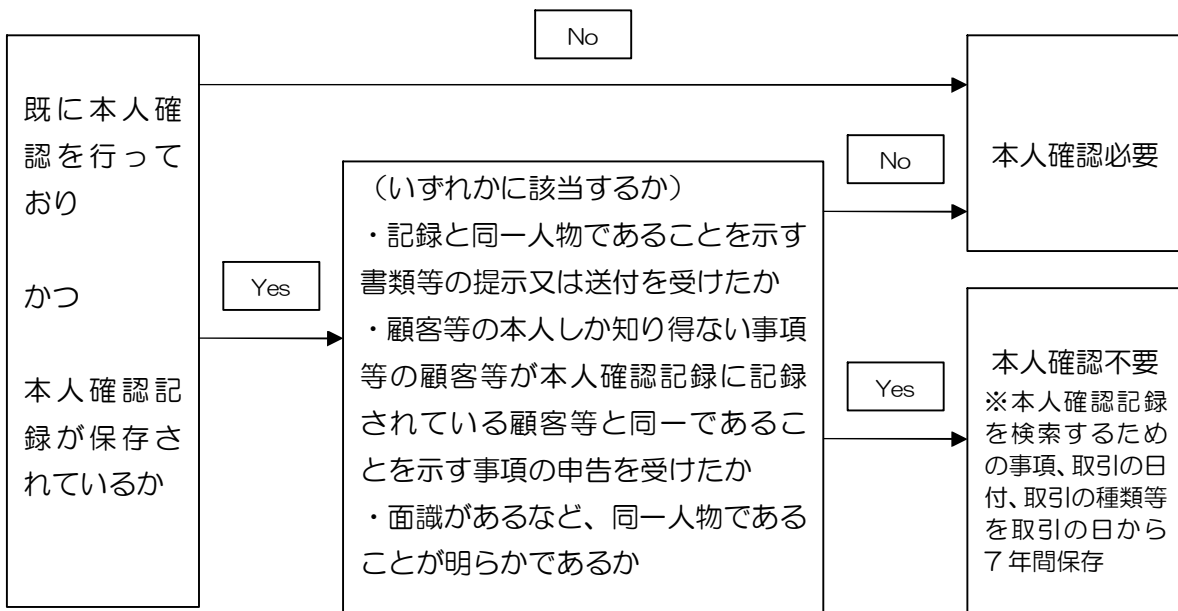 No
既に本人確
認を行って
おり
かつ
本人確認記
録が保存さ
れているか
Yes
（いずれかに該当するか）
・記録と同一人物であることを示す
書類等の提示又は送付を受けたか
・顧客等の本人しか知り得ない事項
等の顧客等が本人確認記録に記録
されている顧客等と同一であるこ
とを示す事項の申告を受けたか
・面識があるなど、同一人物である
ことが明らかであるか
No
本人確認必要
Yes
本人確認不要
※本人確認記録
を検索するため
の事項、取引の日
付、取引の種類等
を取引の日から
７年間保存